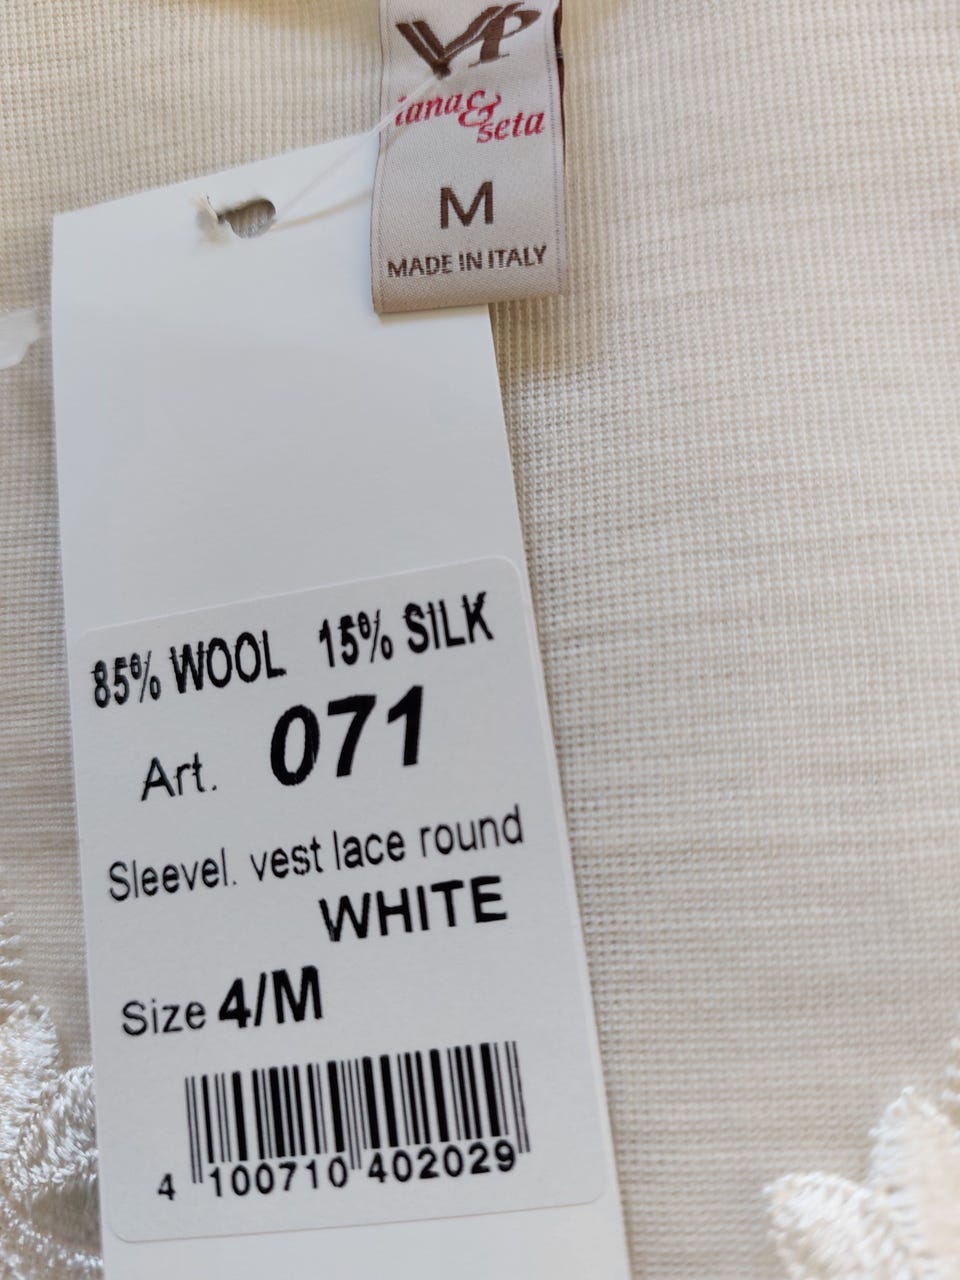 VP
lana &
seta
M
MADE IN ITALY
85% WOOL 15% SILK
Art. 071
Sleevel. vest lace round
WHITE
Size 4/M
4 100710 402029